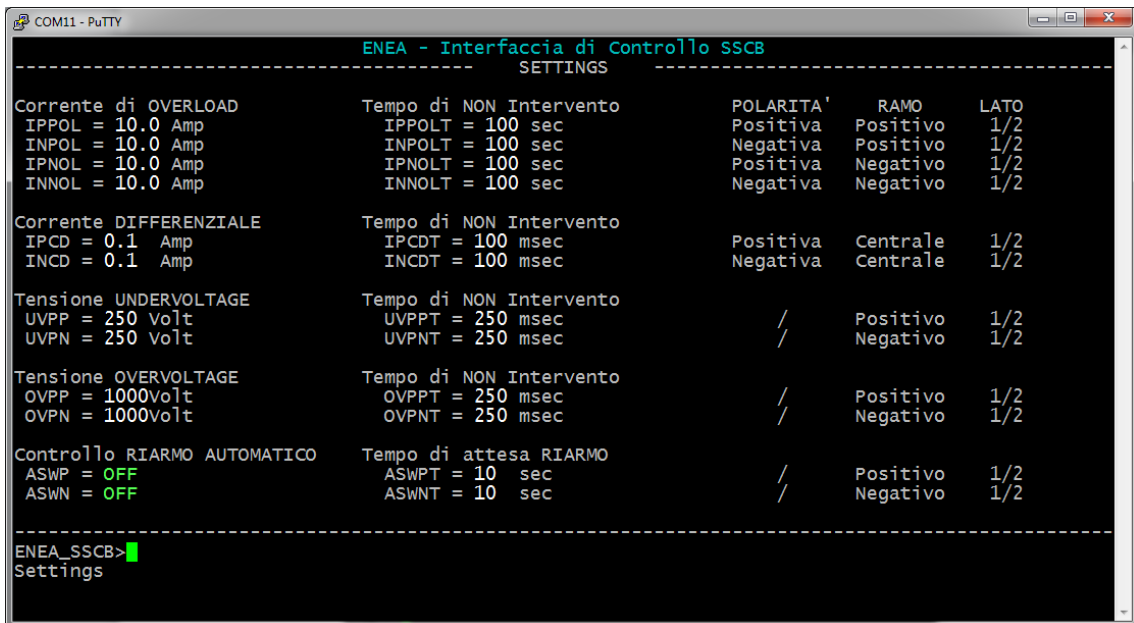 COM11 - PuTTY
ENEA - Interfaccia di Controllo SSCB
---------------------------------------- SETTINGS ----------------------------------------
Corrente di OVERLOAD Tempo di NON Intervento POLARITA' RAMO LATO
IPPOL = 10.0 Amp IPPOLT = 100 sec Positiva Positivo 1/2
INPOL = 10.0 Amp INPOLT = 100 sec Negativa Positivo 1/2
IPNOL = 10.0 Amp IPNOLT = 100 sec Positiva Negativo 1/2
INNOL = 10.0 Amp INNOLT = 100 sec Negativa Negativo 1/2
Corrente DIFFERENZIALE Tempo di NON Intervento
IPCD = 0.1 Amp IPCDT = 100 msec Positiva Centrale 1/2
INCD = 0.1 Amp INCDT = 100 msec Negativa Centrale 1/2
Tensione UNDERVOLTAGE Tempo di NON Intervento
UVPP = 250 Volt UVPPT = 250 msec / Positivo 1/2
UVPN = 250 Volt UVPNT = 250 msec / Negativo 1/2
Tensione OVERVOLTAGE Tempo di NON Intervento
OVPP = 1000Volt OVPPT = 250 msec / Positivo 1/2
OVPN = 1000Volt OVPNT = 250 msec / Negativo 1/2
Controllo RIARMO AUTOMATICO Tempo di attesa RIARMO
ASWP = OFF ASWPT = 10 sec / Positivo 1/2
ASWN = OFF ASWNT = 10 sec / Negativo 1/2
--------------------------------------------------------------------------------------------------
ENEA_SSCB>
Settings